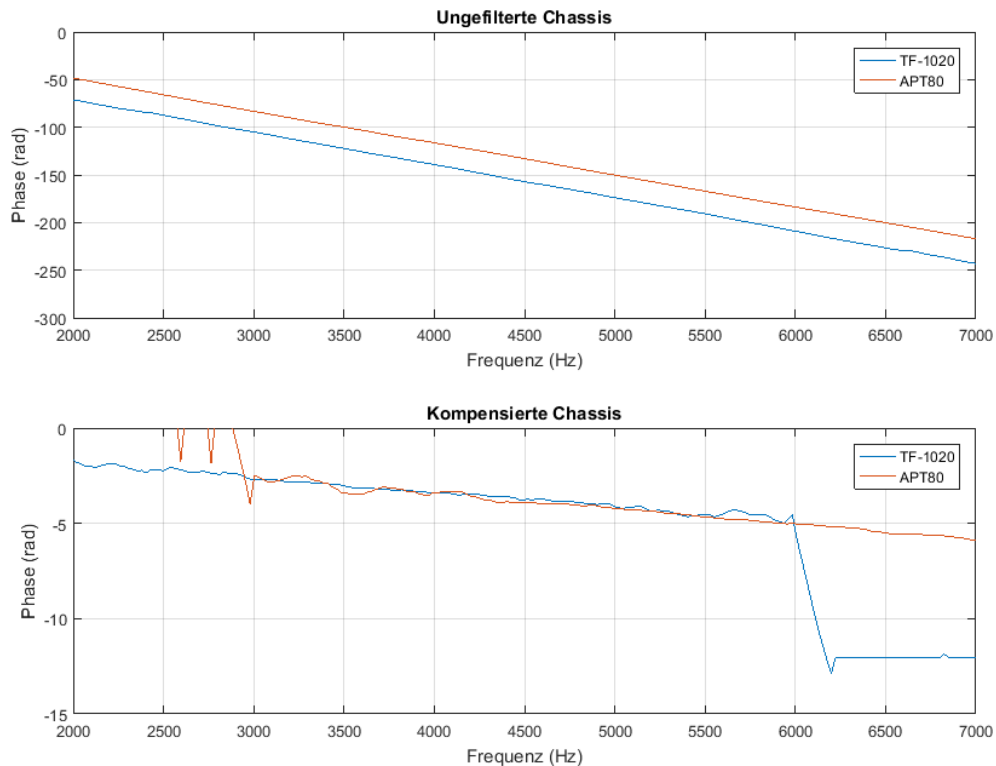 Ungefilterte Chassis
0
-50
-100
-150
-200
-250
-300
Phase (rad)
TF-1020
APT80
2000 2500 3000 3500 4000 4500 5000 5500 6000 6500 7000
Frequenz (Hz)
Kompensierte Chassis
0
-5
-10
-15
Phase (rad)
TF-1020
APT80
2000 2500 3000 3500 4000 4500 5000 5500 6000 6500 7000
Frequenz (Hz)